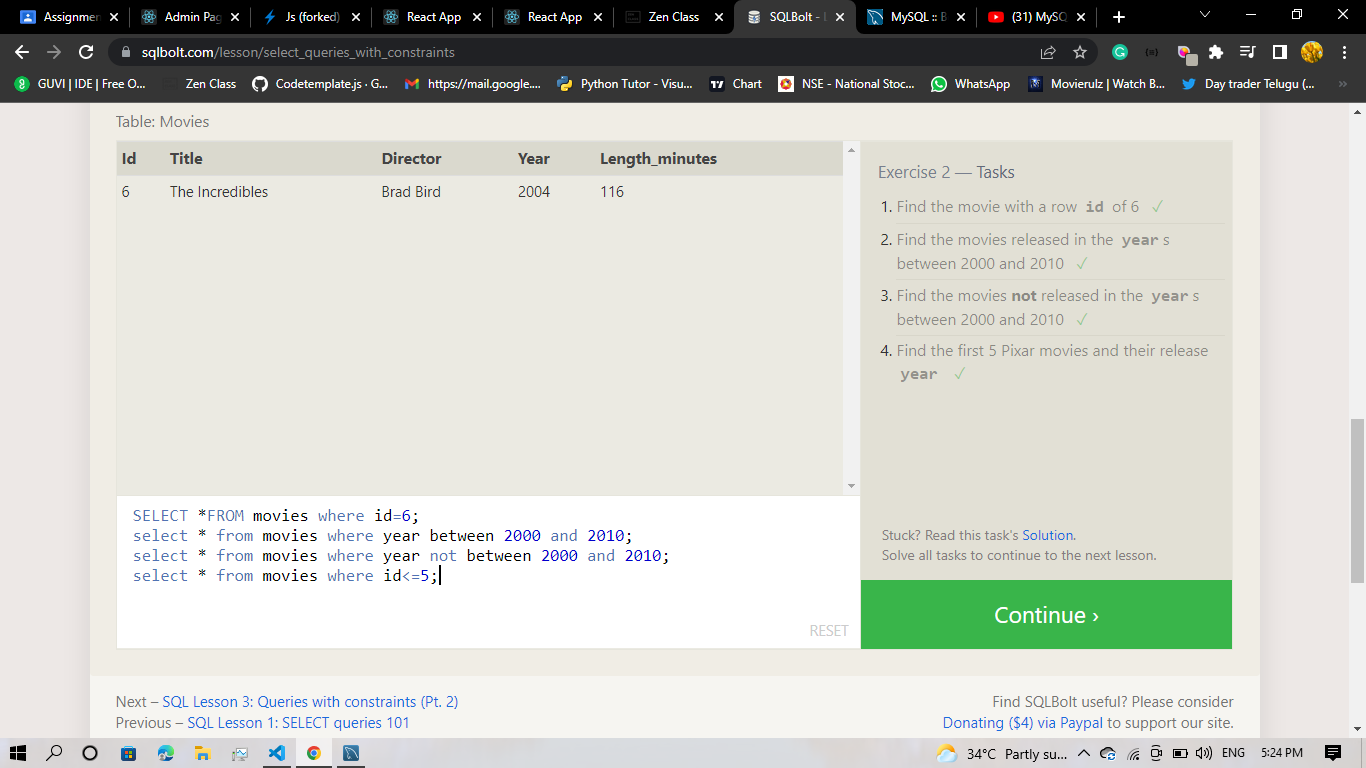 Assignmen
Admin Pag
Js (forked)
React App
React App
Zen Class
SQLBolt - L
MySQL :: B
(31) MySQ
sqlbolt.com/lesson/select_queries_with_constraints
GUVI | IDE | Free O...
Zen Class
Codetemplate.js · G...
https://mail.google....
Python Tutor - Visu...
Chart
NSE - National Stoc...
WhatsApp
Movierulz | Watch B...
Day trader Telugu (...
Table: Movies
Id Title Director Year Length_minutes
6 The Incredibles Brad Bird 2004 116
Exercise 2 — Tasks
1. Find the movie with a row id of 6 ✓
2. Find the movies released in the year s
between 2000 and 2010 ✓
3. Find the movies not released in the year s
between 2000 and 2010 ✓
4. Find the first 5 Pixar movies and their release
year ✓
SELECT *FROM movies where id=6;
select * from movies where year between 2000 and 2010;
select * from movies where year not between 2000 and 2010;
select * from movies where id<=5;
RESET
Stuck? Read this task's Solution.
Solve all tasks to continue to the next lesson.
Continue ›
Next – SQL Lesson 3: Queries with constraints (Pt. 2)
Previous – SQL Lesson 1: SELECT queries 101
Find SQLBolt useful? Please consider
Donating ($4) via Paypal to support our site.
34°C Partly su... ENG 5:24 PM